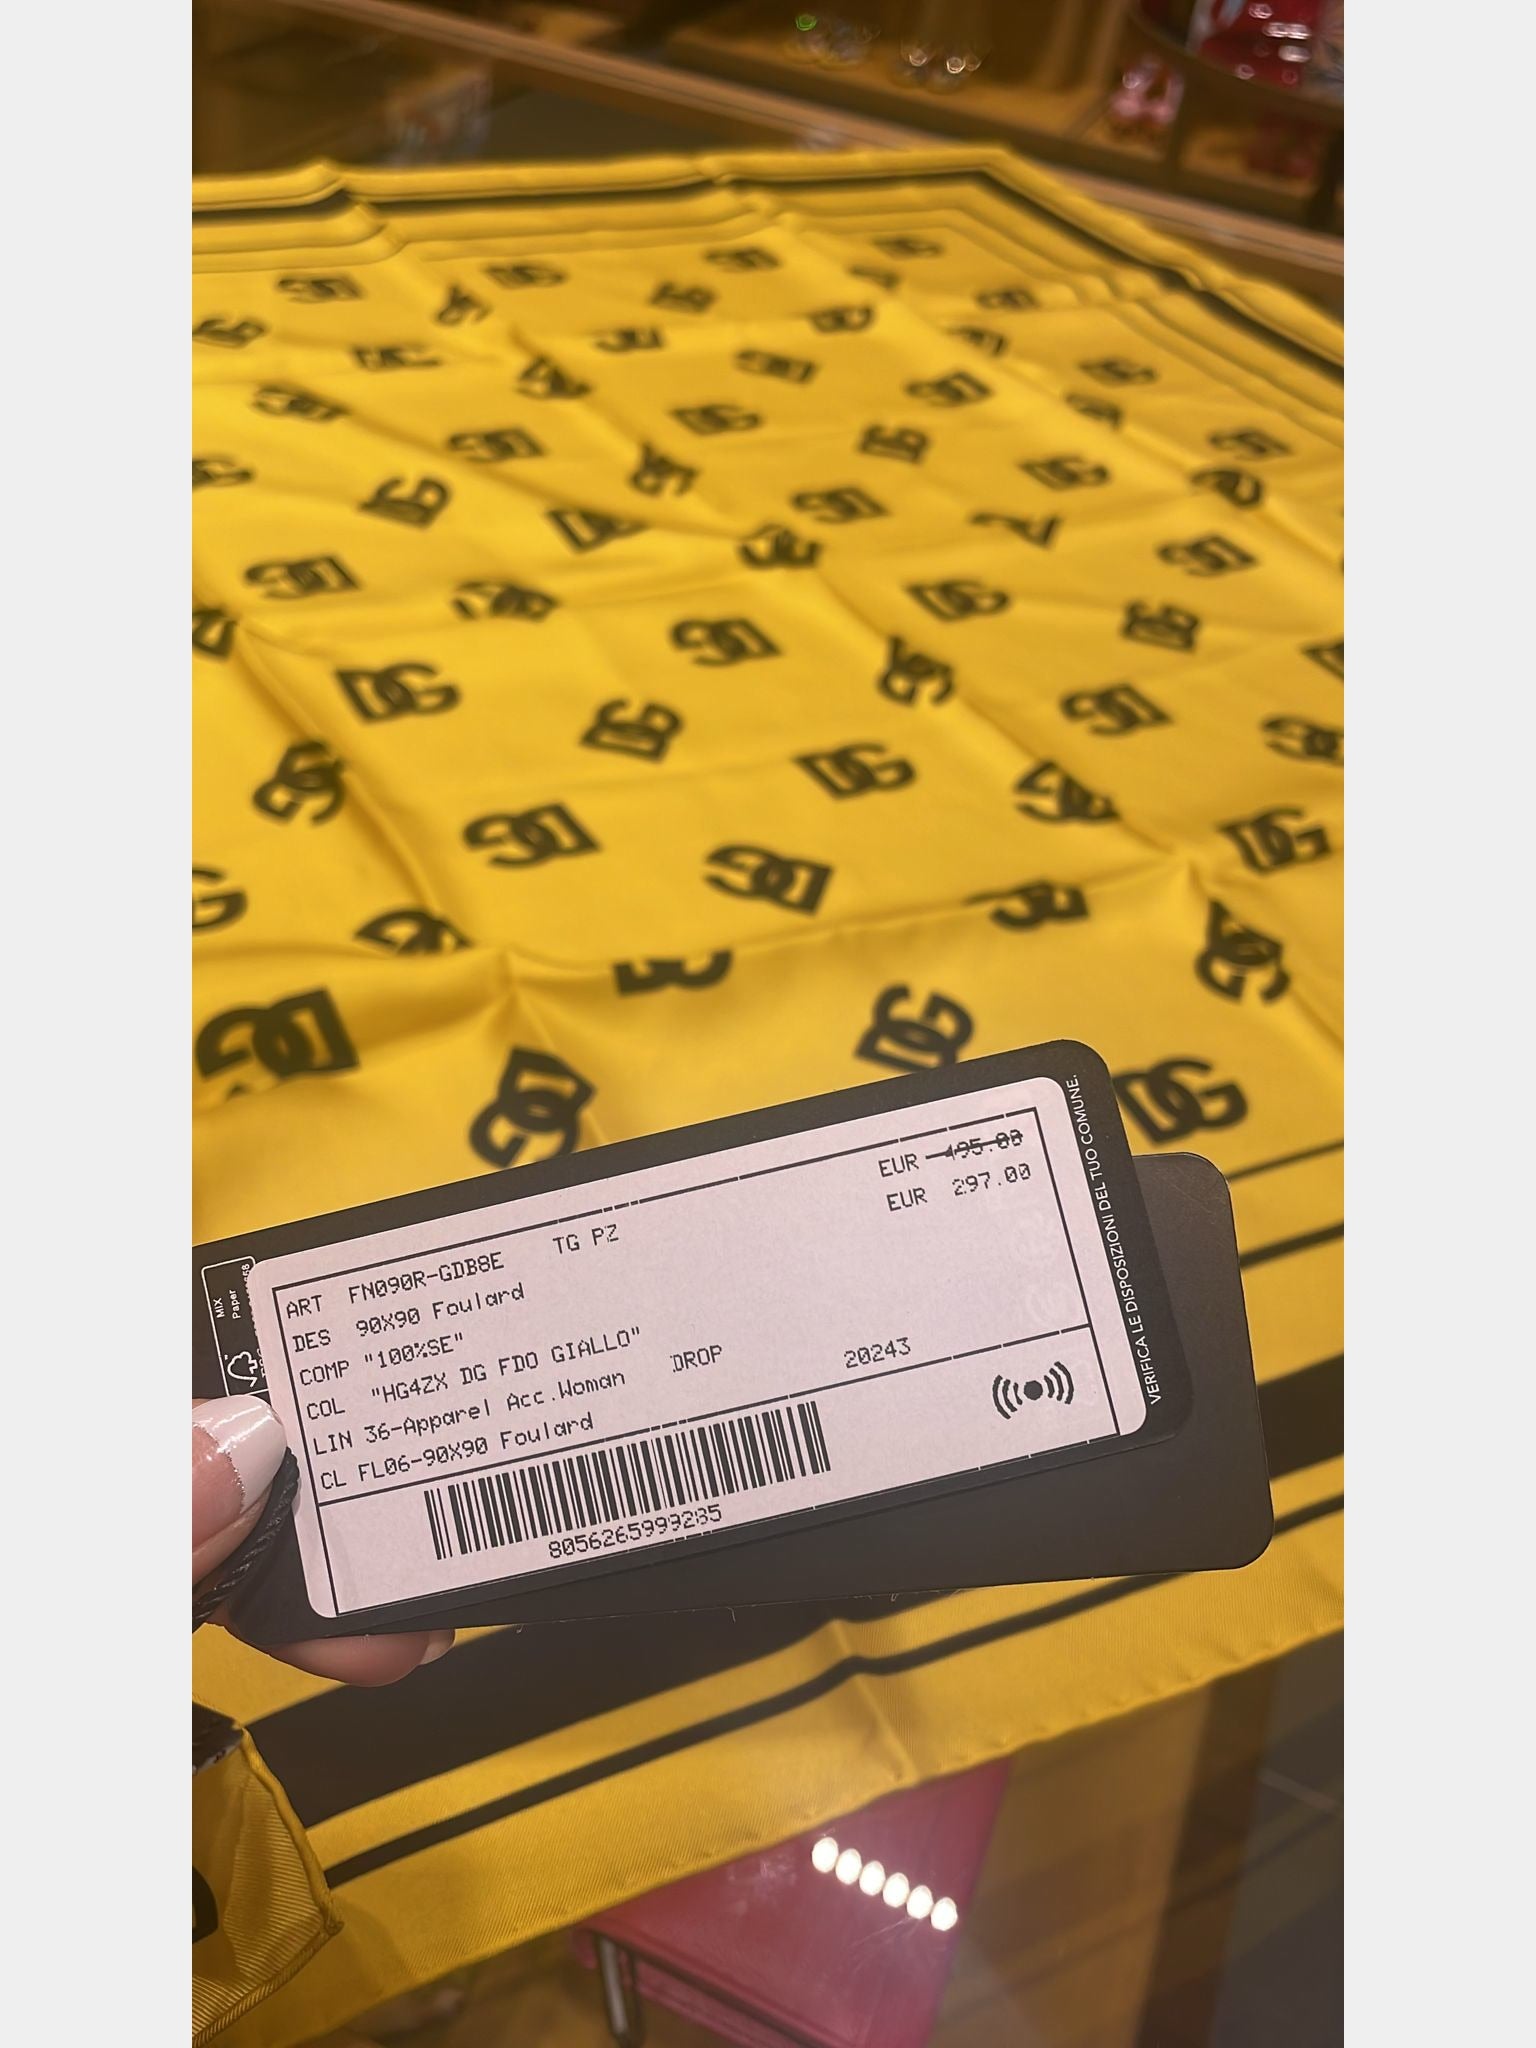 EUR 495.00
EUR 297.00
ART FN090R-GDB8E TG PZ
DES 90X90 Foulard
COMP "100%SE"
COL "HG4ZX DG FDO GIALLO"
LIN 36-Apparel Acc.Woman DROP 20243
CL FL06-90X90 Foulard
8056265999285
VERIFICA LE DISPOSIZIONI DEL TUO COMUNE.
MIX
Paper
DG